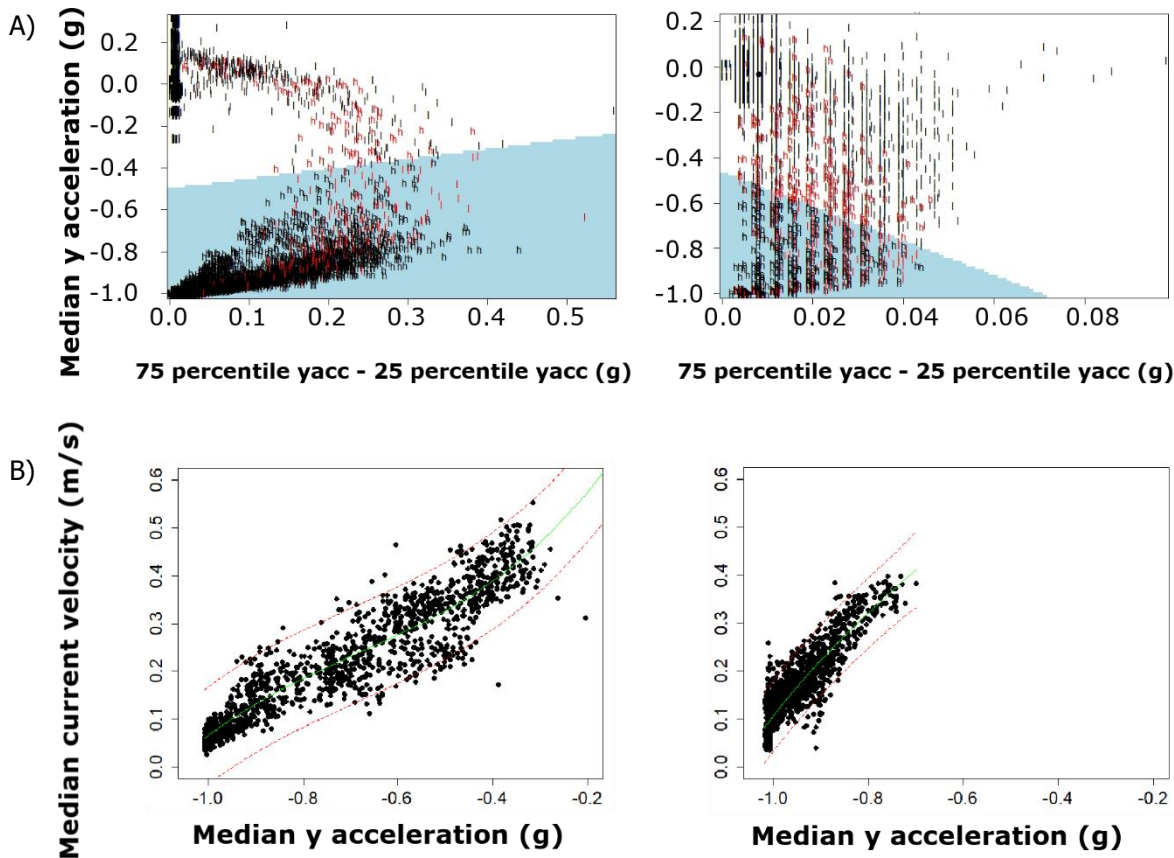 A)
Median y acceleration (g)
0.2
0.0
-0.2
-0.4
-0.6
-0.8
-1.0
0.0 0.1 0.2 0.3 0.4 0.5
75 percentile yacc - 25 percentile yacc (g)
0.2
0.0
-0.2
-0.4
-0.6
-0.8
-1.0
0.0 0.02 0.04 0.06 0.08
75 percentile yacc - 25 percentile yacc (g)
B)
Median current velocity (m/s)
0.6
0.5
0.4
0.3
0.2
0.1
0.0
-1.0 -0.8 -0.6 -0.4 -0.2
Median y acceleration (g)
0.6
0.5
0.4
0.3
0.2
0.1
0.0
-1.0 -0.8 -0.6 -0.4 -0.2
Median y acceleration (g)